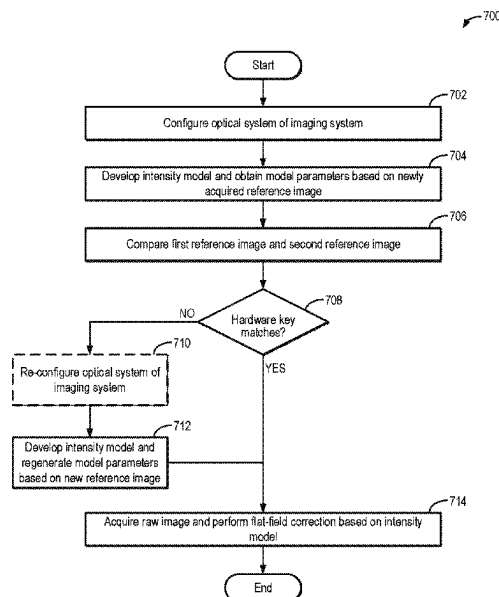 700
Start
702
Configure optical system of imaging system
704
Develop intensity model and obtain model parameters based on newly
acquired reference image
706
Compare first reference image and second reference image
708
Hardware key
matches?
NO
YES
710
Re-configure optical system of
imaging system
712
Develop intensity model and
regenerate model parameters
based on new reference image
714
Acquire raw image and perform flat-field correction based on intensity
model
End